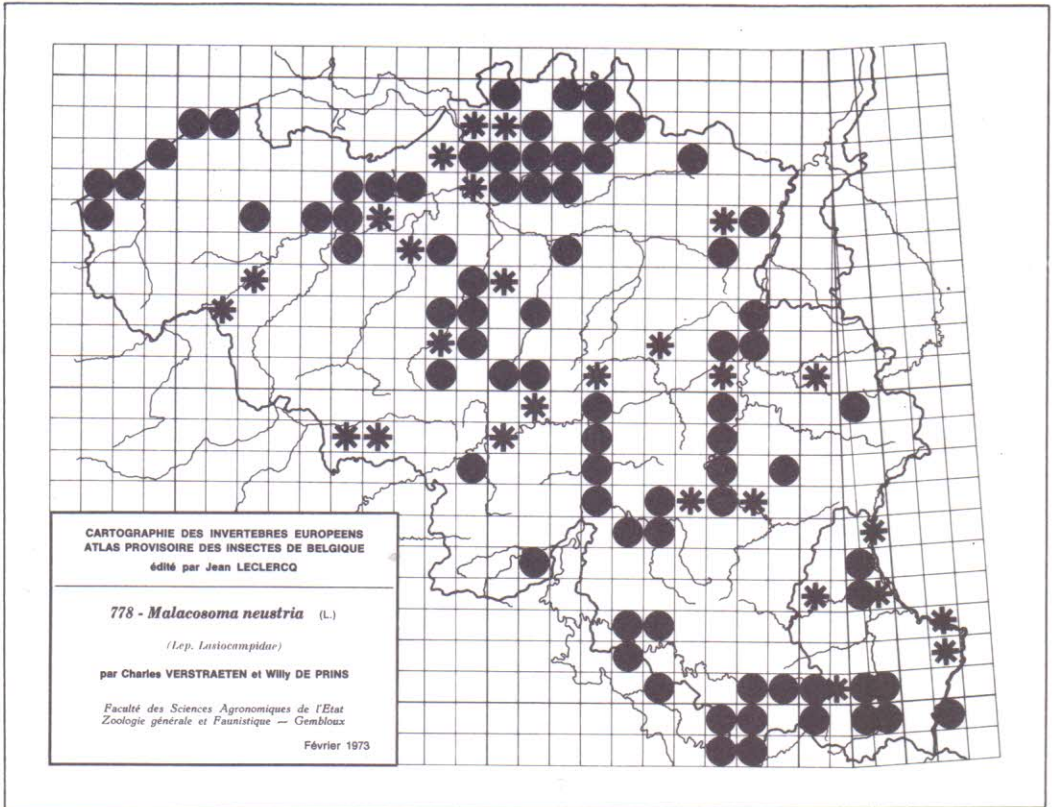 CARTOGRAPHIE DES INVERTEBRES EUROPEENS
ATLAS PROVISOIRE DES INSECTES DE BELGIQUE
édité par Jean LECLERCQ
778 - Malacosoma neustria (L.)
(Lep. Lasiocampidae)
par Charles VERSTRAETEN et Willy DE PRINS
Faculté des Sciences Agronomiques de l'Etat
Zoologie générale et Faunistique — Gembloux
Février 1973